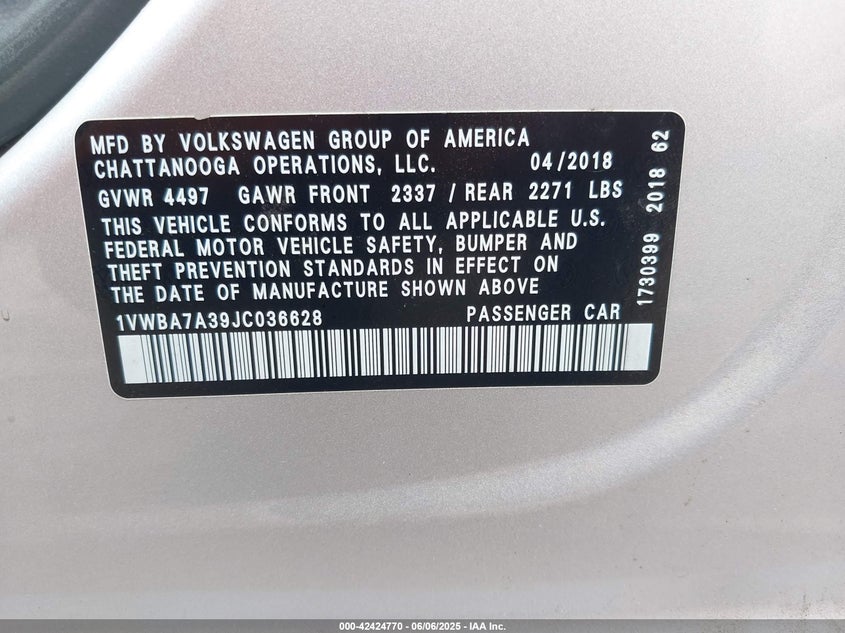 MFD BY VOLKSWAGEN GROUP OF AMERICA
CHATTANOOGA OPERATIONS, LLC. 04/2018
GVWR 4497 GAWR FRONT 2337 / REAR 2271 LBS
THIS VEHICLE CONFORMS TO ALL APPLICABLE U.S.
FEDERAL MOTOR VEHICLE SAFETY, BUMPER AND
THEFT PREVENTION STANDARDS IN EFFECT ON
THE DATE OF MANUFACTURE SHOWN ABOVE
1VWBA7A39JC036628 PASSENGER CAR
1730399 2018 62
000-42424770 - 06/06/2025 - IAA Inc.